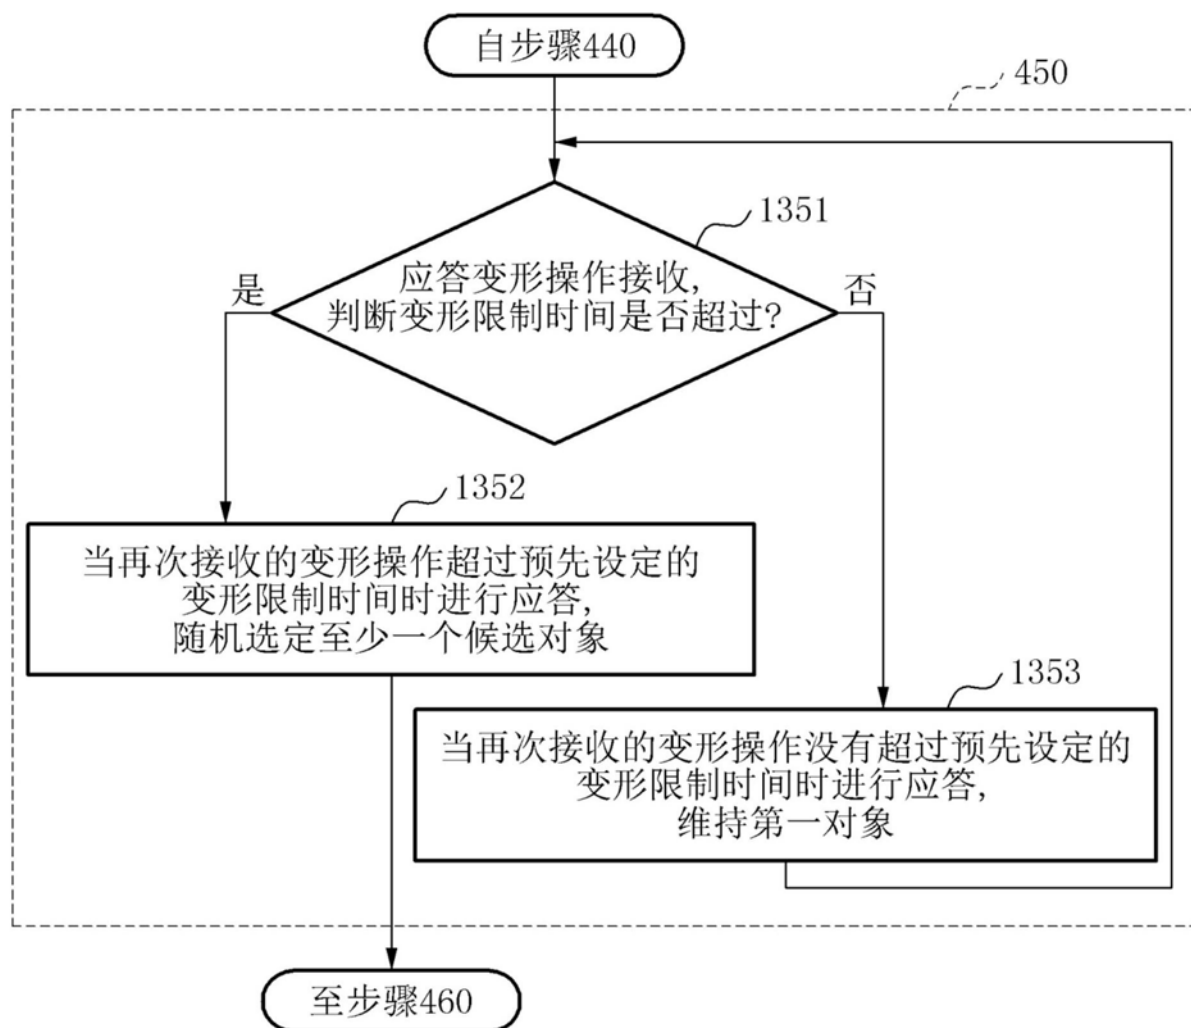 自步骤440
450
1351
应答变形操作接收,
判断变形限制时间是否超过?
是
否
1352
当再次接收的变形操作超过预先设定的
变形限制时间时进行应答,
随机选定至少一个候选对象
1353
当再次接收的变形操作没有超过预先设定的
变形限制时间时进行应答,
维持第一对象
至步骤460